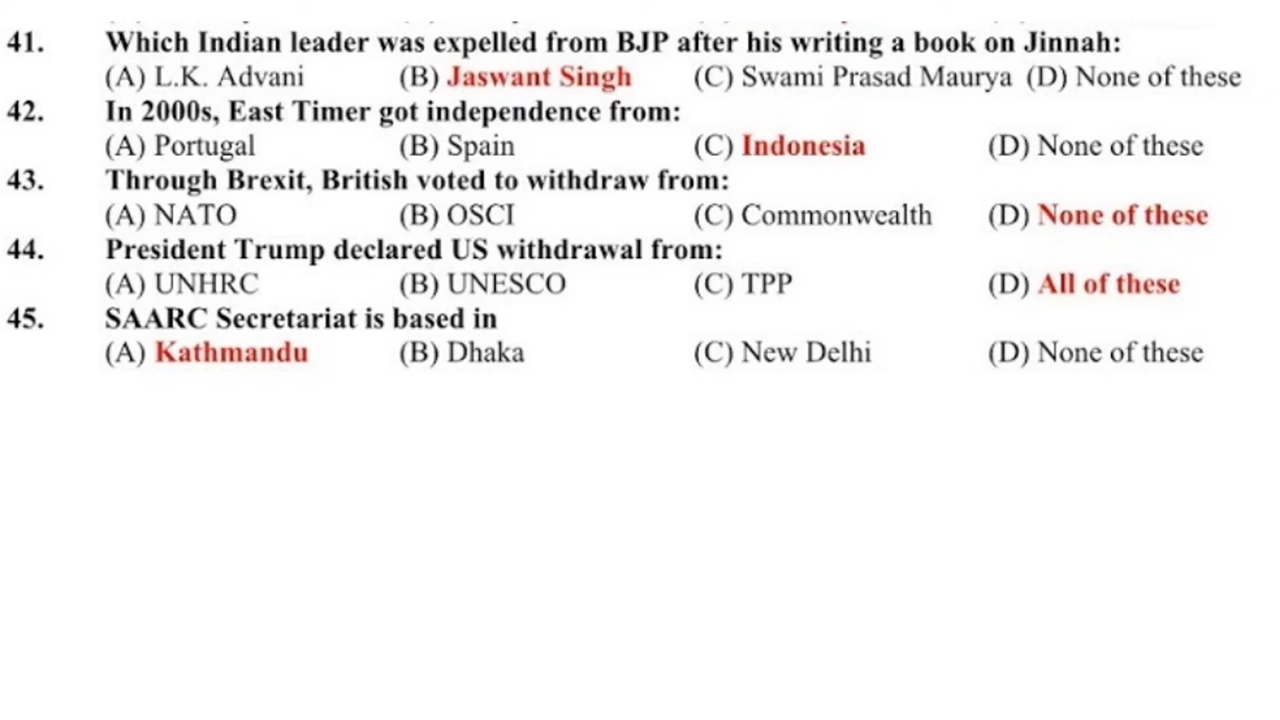 41. Which Indian leader was expelled from BJP after his writing a book on Jinnah:
(A) L.K. Advani (B) Jaswant Singh (C) Swami Prasad Maurya (D) None of these
42. In 2000s, East Timer got independence from:
(A) Portugal (B) Spain (C) Indonesia (D) None of these
43. Through Brexit, British voted to withdraw from:
(A) NATO (B) OSCI (C) Commonwealth (D) None of these
44. President Trump declared US withdrawal from:
(A) UNHRC (B) UNESCO (C) TPP (D) All of these
45. SAARC Secretariat is based in
(A) Kathmandu (B) Dhaka (C) New Delhi (D) None of these